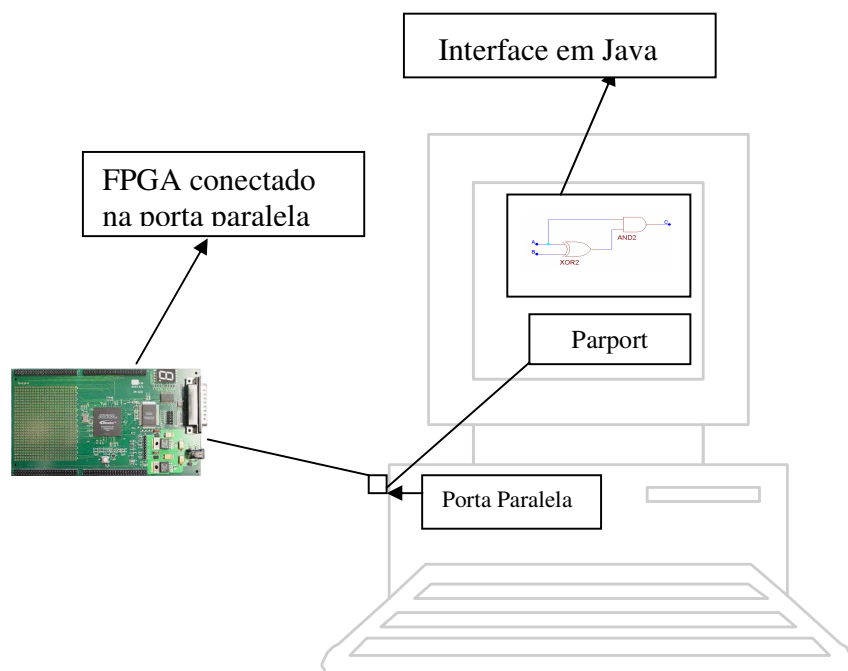 Interface em Java
FPGA conectado
na porta paralela
A
B
XOR2
AND2
C
Parport
Porta Paralela